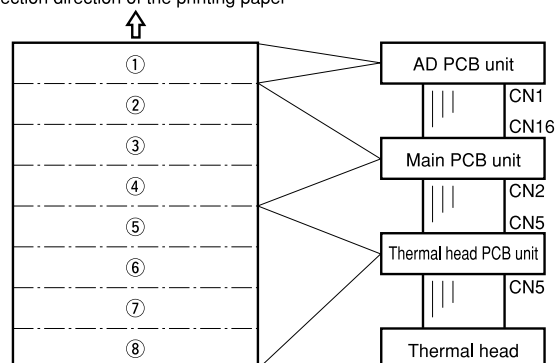 ection direction of the printing paper
①
②
③
④
⑤
⑥
⑦
⑧
AD PCB unit
CN1
CN16
Main PCB unit
CN2
CN5
Thermal head PCB unit
CN5
Thermal head